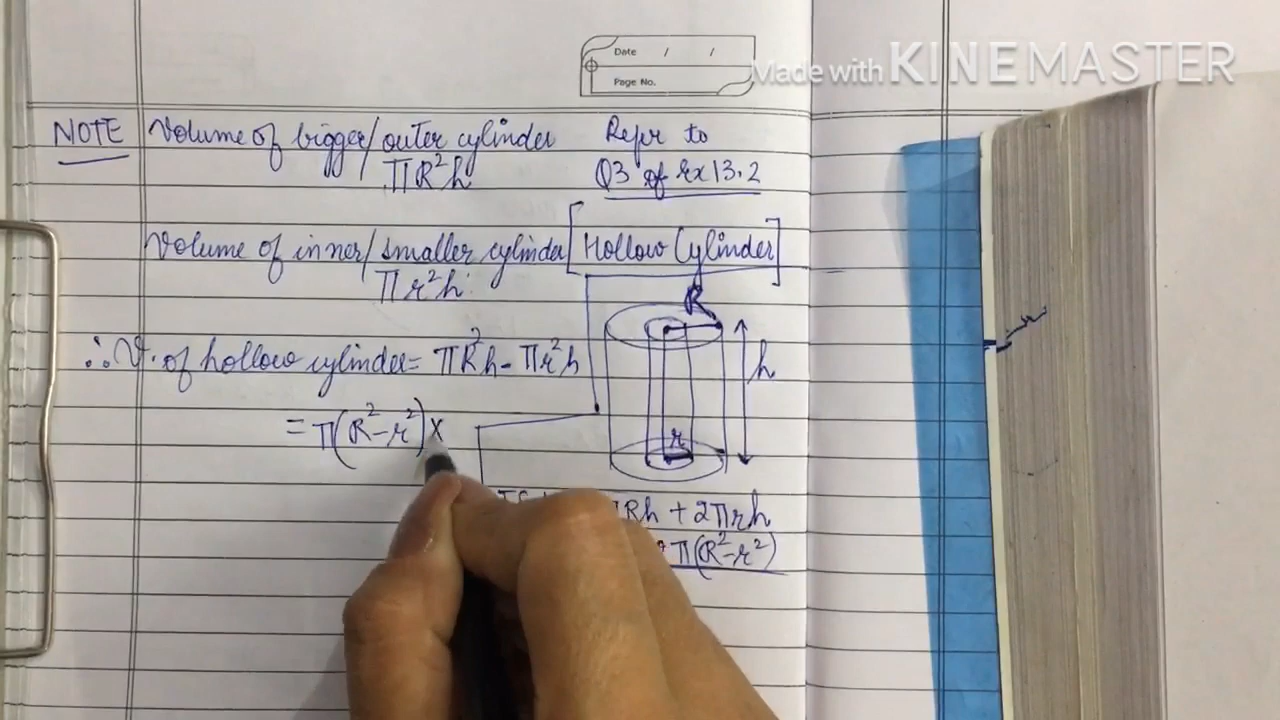 Made with KINEMASTER
Date / /
Page No.
NOTE Volume of bigger/outer cylinder
πR²h
Refer to
Q3 of Ex 13.2
Volume of inner/smaller cylinder
πr²h
[Hollow Cylinder]
R
h
r
∴ V. of hollow cylinder = πR²h - πr²h
= π(R²-r²)×
πRh + 2πrh
π(R²-r²)